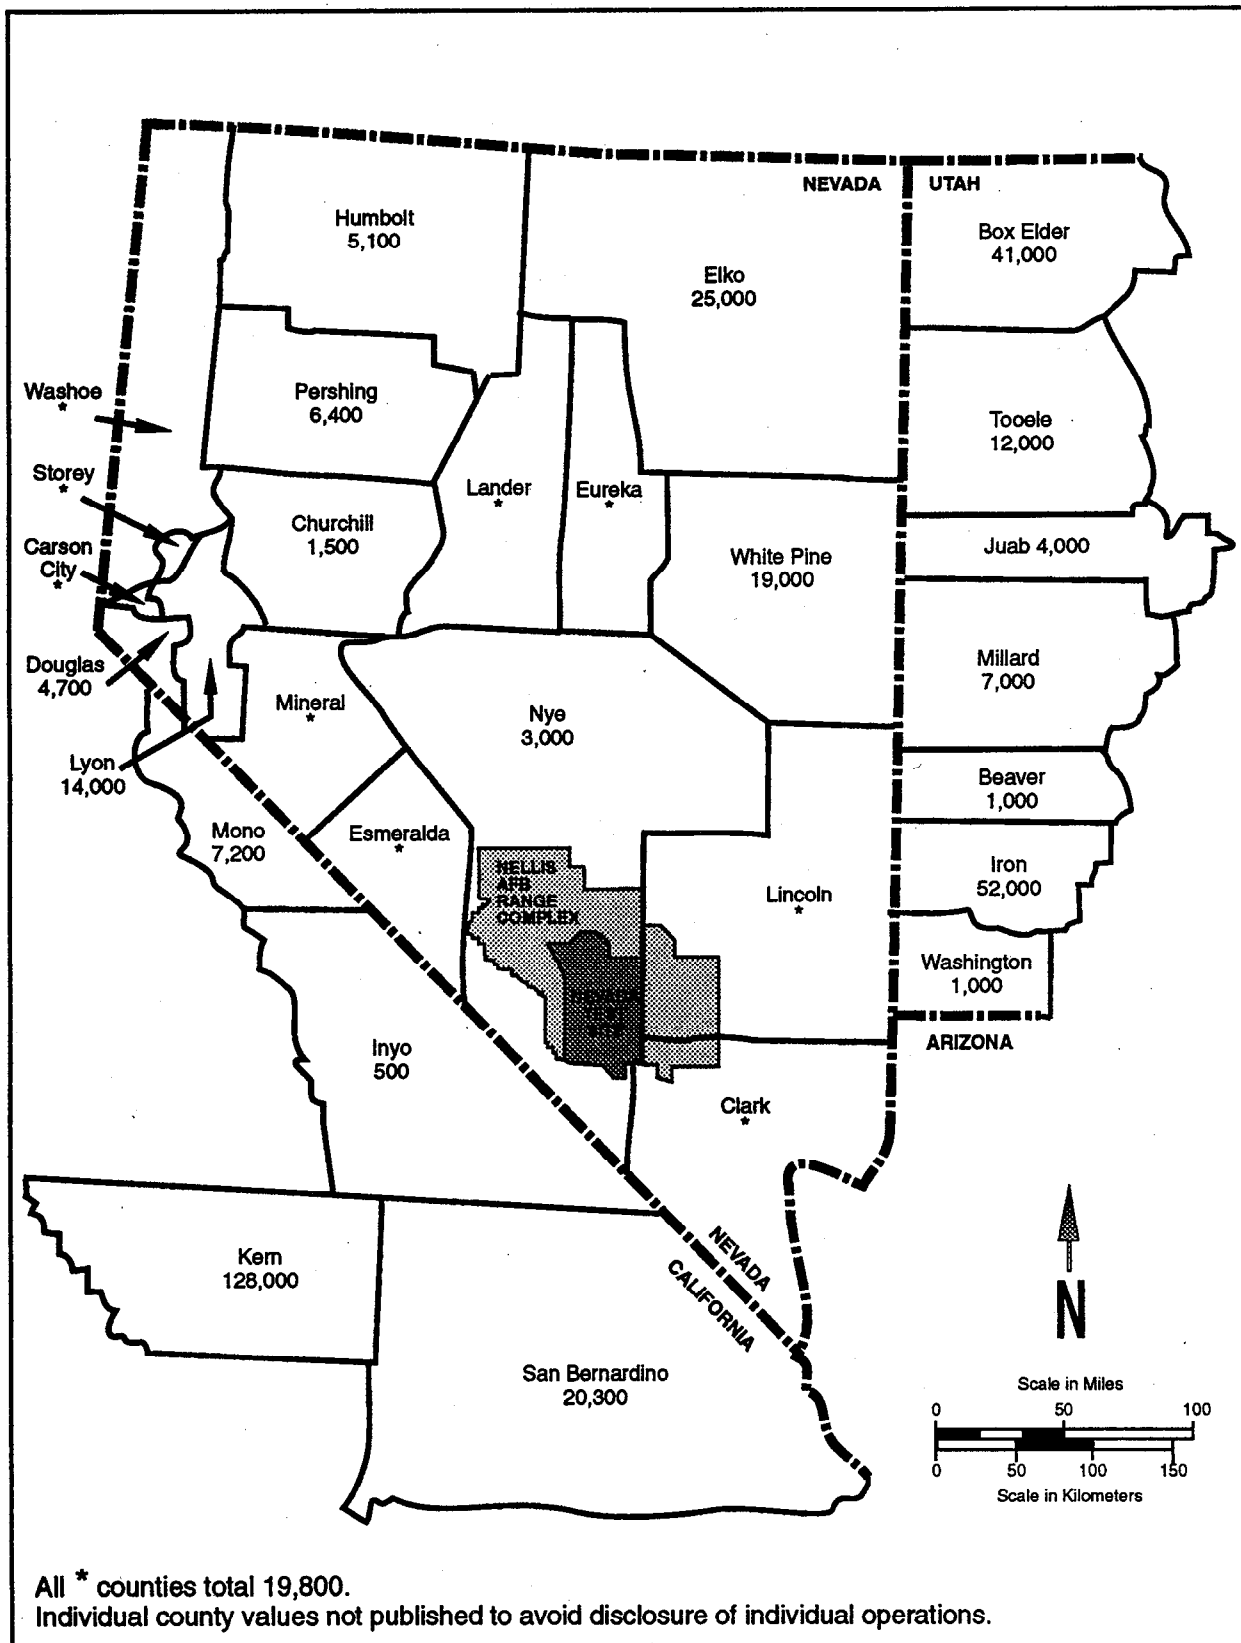 NEVADA
UTAH
Humbolt
5,100
Elko
25,000
Box Elder
41,000
Washoe
*
Pershing
6,400
Tooele
12,000
Storey
*
Lander
*
Eureka
*
Churchill
1,500
Carson
City
*
White Pine
19,000
Juab 4,000
Douglas
4,700
Mineral
*
Nye
3,000
Millard
7,000
Lyon
14,000
Beaver
1,000
Mono
7,200
Esmeralda
*
NELLIS
AFB
RANGE
COMPLEX
Lincoln
*
Iron
52,000
Washington
1,000
NEVADA
TEST
SITE
ARIZONA
Inyo
500
Clark
*
Kern
128,000
NEVADA
CALIFORNIA
N
San Bernardino
20,300
Scale in Miles
0 50 100
0 50 100 150
Scale in Kilometers
All * counties total 19,800.
Individual county values not published to avoid disclosure of individual operations.